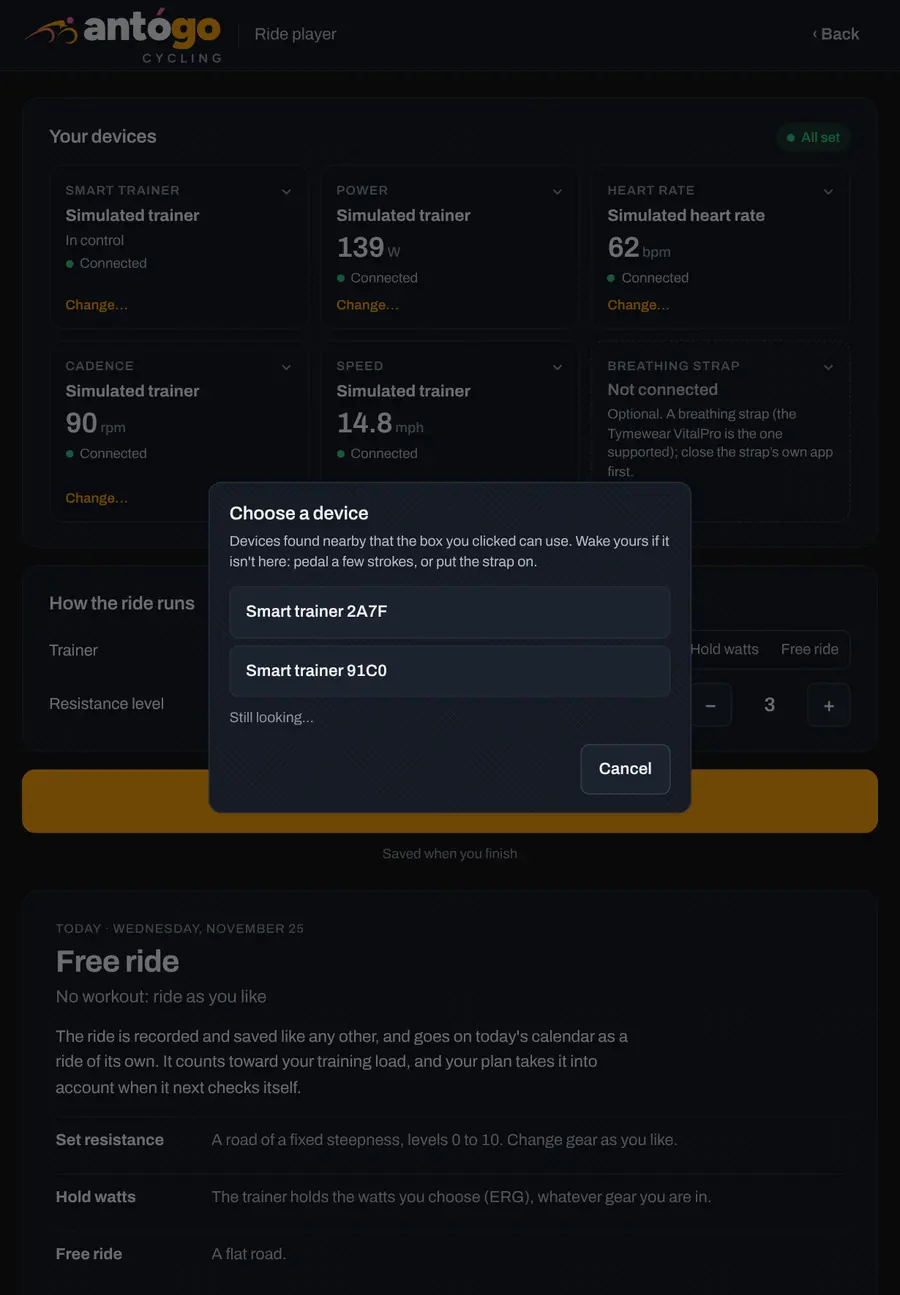 antógo
CYCLING
Ride player
‹ Back
Your devices
All set
SMART TRAINER
Simulated trainer
In control
Connected
Change...
POWER
Simulated trainer
139 W
Connected
Change...
HEART RATE
Simulated heart rate
62 bpm
Connected
Change...
CADENCE
Simulated trainer
90 rpm
Connected
Change...
SPEED
Simulated trainer
14.8 mph
Connected
BREATHING STRAP
Not connected
Optional. A breathing strap (the
Tymewear VitalPro is the one
supported); close the strap's own app
first.
Choose a device
Devices found nearby that the box you clicked can use. Wake yours if it
isn't here: pedal a few strokes, or put the strap on.
Smart trainer 2A7F
Smart trainer 91C0
Still looking...
Cancel
How the ride runs
Trainer
Hold watts
Free ride
Resistance level
− 3 +
Saved when you finish
TODAY · WEDNESDAY, NOVEMBER 25
Free ride
No workout: ride as you like
The ride is recorded and saved like any other, and goes on today's calendar as a
ride of its own. It counts toward your training load, and your plan takes it into
account when it next checks itself.
Set resistance
A road of a fixed steepness, levels 0 to 10. Change gear as you like.
Hold watts
The trainer holds the watts you choose (ERG), whatever gear you are in.
Free ride
A flat road.